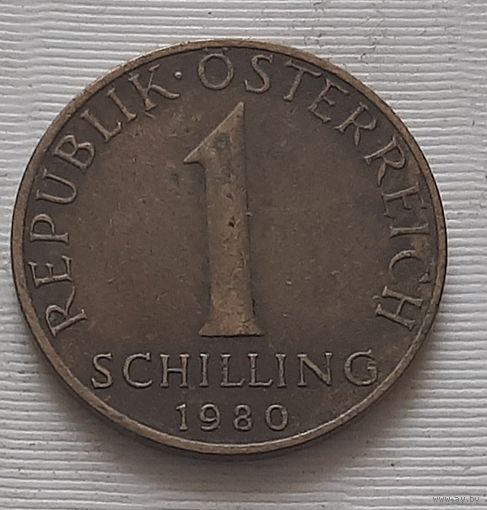 REPUBLIK · ÖSTERREICH
1
SCHILLING
1980